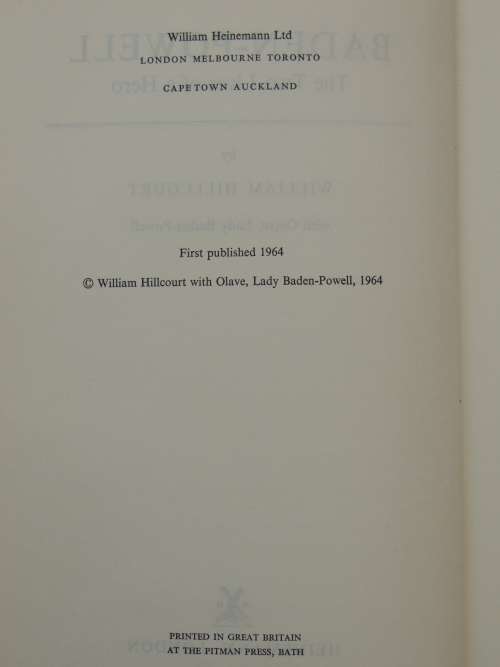 William Heinemann Ltd
LONDON MELBOURNE TORONTO
CAPE TOWN AUCKLAND
First published 1964
© William Hillcourt with Olave, Lady Baden-Powell, 1964
PRINTED IN GREAT BRITAIN
AT THE PITMAN PRESS, BATH